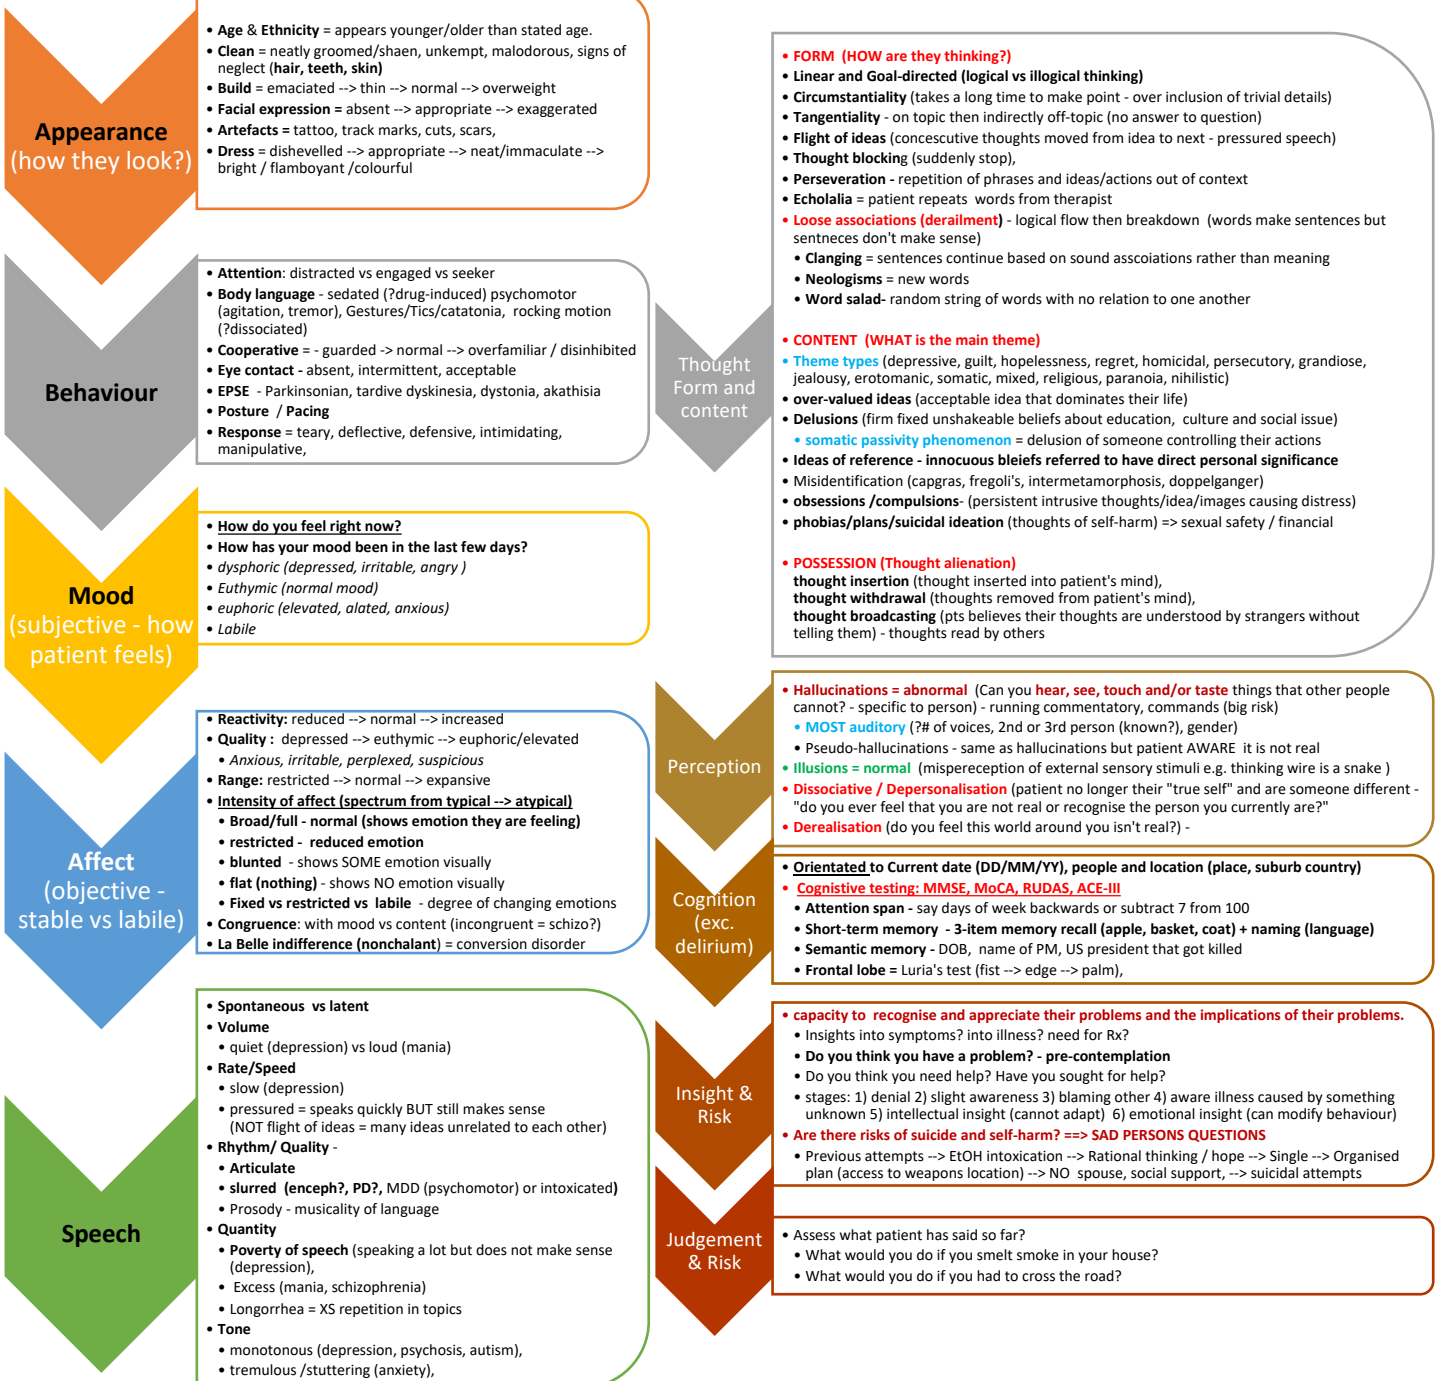 Appearance
(how they look?)
• Age & Ethnicity = appears younger/older than stated age.
• Clean = neatly groomed/shaen, unkempt, malodorous, signs of
neglect (hair, teeth, skin)
• Build = emaciated --> thin --> normal --> overweight
• Facial expression = absent --> appropriate --> exaggerated
• Artefacts = tattoo, track marks, cuts, scars,
• Dress = dishevelled --> appropriate --> neat/immaculate -->
bright / flamboyant /colourful
Behaviour
• Attention: distracted vs engaged vs seeker
• Body language - sedated (?drug-induced) psychomotor
(agitation, tremor), Gestures/Tics/catatonia, rocking motion
(?dissociated)
• Cooperative = - guarded -> normal --> overfamiliar / disinhibited
• Eye contact - absent, intermittent, acceptable
• EPSE - Parkinsonian, tardive dyskinesia, dystonia, akathisia
• Posture / Pacing
• Response = teary, deflective, defensive, intimidating,
manipulative,
Mood
(subjective - how
patient feels)
• How do you feel right now?
• How has your mood been in the last few days?
• dysphoric (depressed, irritable, angry )
• Euthymic (normal mood)
• euphoric (elevated, alated, anxious)
• Labile
Affect
(objective -
stable vs labile)
• Reactivity: reduced --> normal --> increased
• Quality : depressed --> euthymic --> euphoric/elevated
• Anxious, irritable, perplexed, suspicious
• Range: restricted --> normal --> expansive
• Intensity of affect (spectrum from typical --> atypical)
• Broad/full - normal (shows emotion they are feeling)
• restricted - reduced emotion
• blunted - shows SOME emotion visually
• flat (nothing) - shows NO emotion visually
• Fixed vs restricted vs labile - degree of changing emotions
• Congruence: with mood vs content (incongruent = schizo?)
• La Belle indifference (nonchalant) = conversion disorder
Speech
• Spontaneous vs latent
• Volume
• quiet (depression) vs loud (mania)
• Rate/Speed
• slow (depression)
• pressured = speaks quickly BUT still makes sense
(NOT flight of ideas = many ideas unrelated to each other)
• Rhythm/ Quality -
• Articulate
• slurred (enceph?, PD?, MDD (psychomotor) or intoxicated)
• Prosody - musicality of language
• Quantity
• Poverty of speech (speaking a lot but does not make sense
(depression),
• Excess (mania, schizophrenia)
• Longorrhea = XS repetition in topics
• Tone
• monotonous (depression, psychosis, autism),
• tremulous /stuttering (anxiety),
Thought
Form and
content
• FORM (HOW are they thinking?)
• Linear and Goal-directed (logical vs illogical thinking)
• Circumstantiality (takes a long time to make point - over inclusion of trivial details)
• Tangentiality - on topic then indirectly off-topic (no answer to question)
• Flight of ideas (concescutive thoughts moved from idea to next - pressured speech)
• Thought blocking (suddenly stop),
• Perseveration - repetition of phrases and ideas/actions out of context
• Echolalia = patient repeats words from therapist
• Loose associations (derailment) - logical flow then breakdown (words make sentences but
sentneces don't make sense)
• Clanging = sentences continue based on sound asscoiations rather than meaning
• Neologisms = new words
• Word salad- random string of words with no relation to one another
• CONTENT (WHAT is the main theme)
• Theme types (depressive, guilt, hopelessness, regret, homicidal, persecutory, grandiose,
jealousy, erotomanic, somatic, mixed, religious, paranoia, nihilistic)
• over-valued ideas (acceptable idea that dominates their life)
• Delusions (firm fixed unshakeable beliefs about education, culture and social issue)
• somatic passivity phenomenon = delusion of someone controlling their actions
• Ideas of reference - innocuous bleiefs referred to have direct personal significance
• Misidentification (capgras, fregoli's, intermetamorphosis, doppelganger)
• obsessions /compulsions- (persistent intrusive thoughts/idea/images causing distress)
• phobias/plans/suicidal ideation (thoughts of self-harm) => sexual safety / financial
• POSSESSION (Thought alienation)
thought insertion (thought inserted into patient's mind),
thought withdrawal (thoughts removed from patient's mind),
thought broadcasting (pts believes their thoughts are understood by strangers without
telling them) - thoughts read by others
Perception
• Hallucinations = abnormal (Can you hear, see, touch and/or taste things that other people
cannot? - specific to person) - running commentary, commands (big risk)
• MOST auditory (?# of voices, 2nd or 3rd person (known?), gender)
• Pseudo-hallucinations - same as hallucinations but patient AWARE it is not real
• Illusions = normal (mispereception of external sensory stimuli e.g. thinking wire is a snake )
• Dissociative / Depersonalisation (patient no longer their "true self" and are someone different -
"do you ever feel that you are not real or recognise the person you currently are?"
• Derealisation (do you feel this world around you isn't real?) -
Cognition
(exc.
delirium)
• Orientated to Current date (DD/MM/YY), people and location (place, suburb country)
• Cognistive testing: MMSE, MoCA, RUDAS, ACE-III
• Attention span - say days of week backwards or subtract 7 from 100
• Short-term memory - 3-item memory recall (apple, basket, coat) + naming (language)
• Semantic memory - DOB, name of PM, US president that got killed
• Frontal lobe = Luria's test (fist --> edge --> palm),
Insight &
Risk
• capacity to recognise and appreciate their problems and the implications of their problems.
• Insights into symptoms? into illness? need for Rx?
• Do you think you have a problem? - pre-contemplation
• Do you think you need help? Have you sought for help?
• stages: 1) denial 2) slight awareness 3) blaming other 4) aware illness caused by something
unknown 5) intellectual insight (cannot adapt) 6) emotional insight (can modify behaviour)
• Are there risks of suicide and self-harm? ==> SAD PERSONS QUESTIONS
• Previous attempts --> EtOH intoxication --> Rational thinking / hope --> Single --> Organised
plan (access to weapons location) --> NO spouse, social support, --> suicidal attempts
Judgement
& Risk
• Assess what patient has said so far?
• What would you do if you smelt smoke in your house?
• What would you do if you had to cross the road?